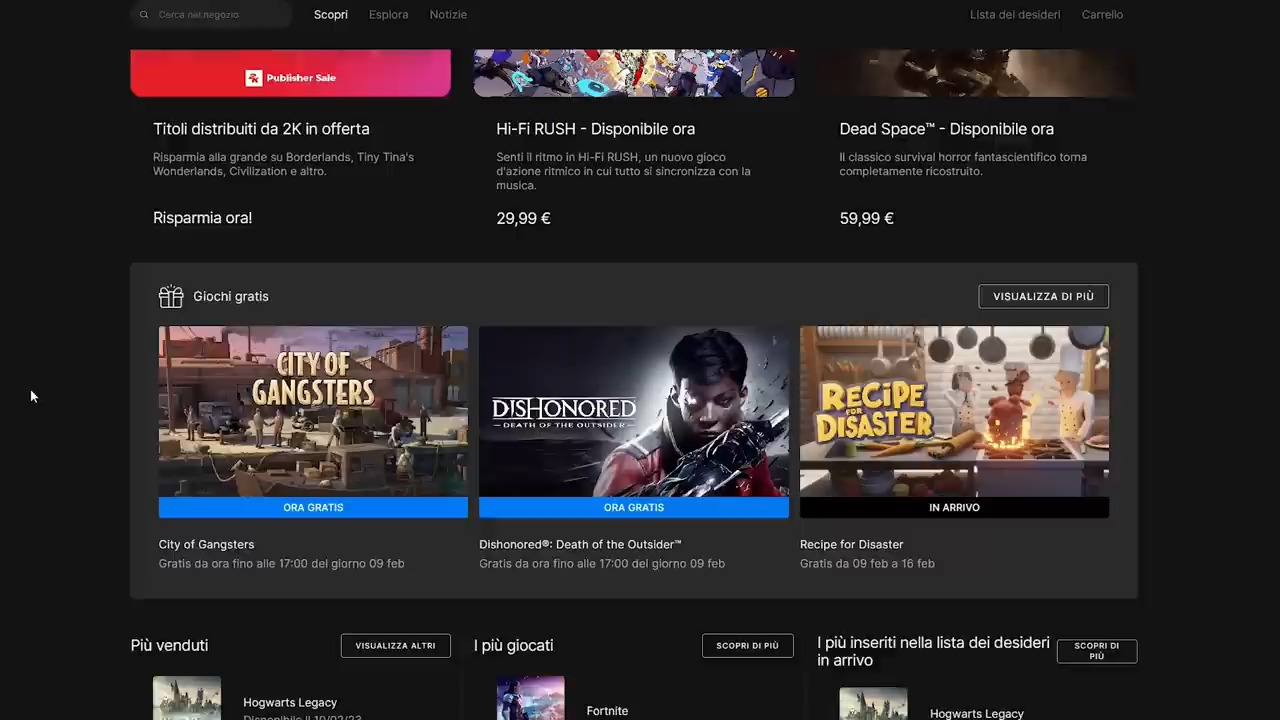 Cerca nel negozio
Scopri
Esplora
Notizie
Lista dei desideri
Carrello
Publisher Sale
Titoli distribuiti da 2K in offerta
Risparmia alla grande su Borderlands, Tiny Tina's
Wonderlands, Civilization e altro.
Risparmia ora!
Hi-Fi RUSH - Disponibile ora
Senti il ritmo in Hi-Fi RUSH, un nuovo gioco
d'azione ritmico in cui tutto si sincronizza con la
musica.
29,99 €
Dead Space™ - Disponibile ora
Il classico survival horror fantascientifico torna
completamente ricostruito.
59,99 €
Giochi gratis
VISUALIZZA DI PIÙ
CITY OF
GANGSTERS
ORA GRATIS
City of Gangsters
Gratis da ora fino alle 17:00 del giorno 09 feb
DISHONORED
DEATH OF THE OUTSIDER™
ORA GRATIS
Dishonored®: Death of the Outsider™
Gratis da ora fino alle 17:00 del giorno 09 feb
RECIPE
FOR
DISASTER
IN ARRIVO
Recipe for Disaster
Gratis da 09 feb a 16 feb
Più venduti
VISUALIZZA ALTRI
Hogwarts Legacy
Disponibile il 10/02/23
I più giocati
SCOPRI DI PIÙ
Fortnite
I più inseriti nella lista dei desideri
in arrivo
SCOPRI DI
PIÙ
Hogwarts Legacy